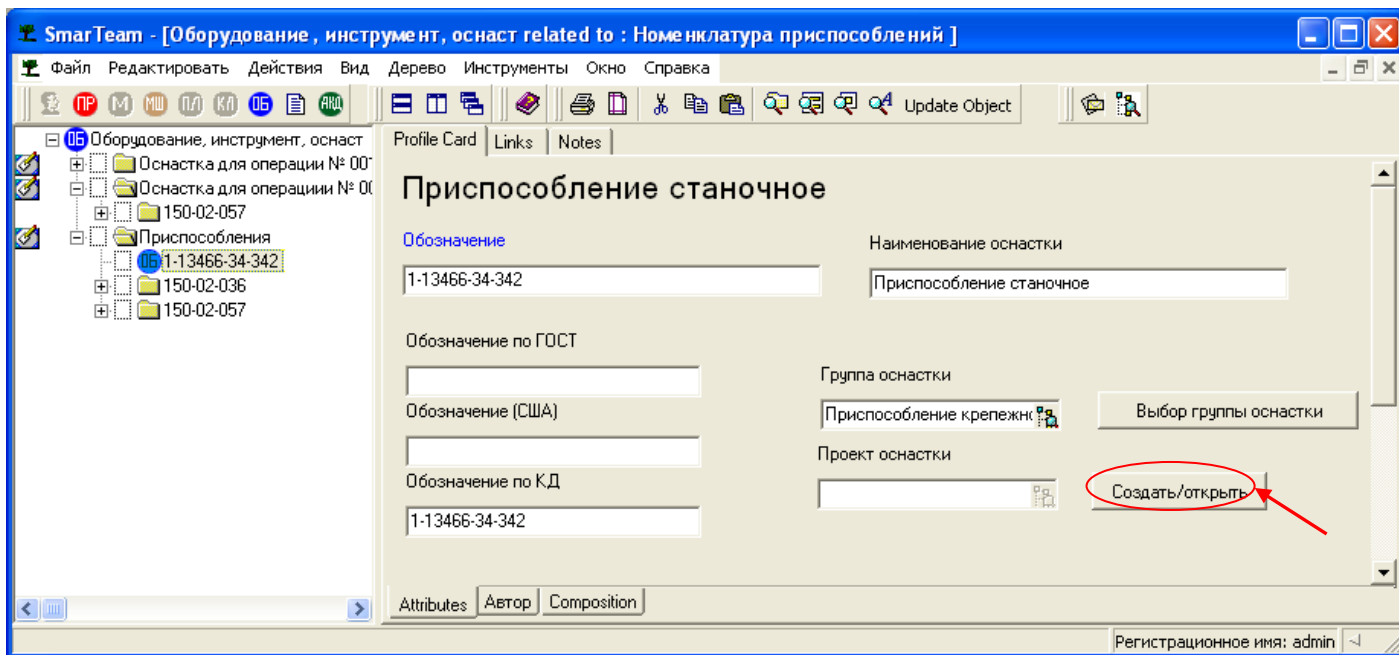 SmarTeam - [Оборудование , инструмент, оснаст related to : Номенклатура приспособлений ]
Файл Редактировать Действия Вид Дерево Инструменты Окно Справка
ПР М МШ ПЛ КЛ ОБ АКД Update Object
ОБ Оборудование, инструмент, оснаст
Оснастка для операции № 00
Оснастка для операциии № 00
150-02-057
Приспособления
ОБ 1-13466-34-342
150-02-036
150-02-057
Profile Card Links Notes
Приспособление станочное
Обозначение
Наименование оснастки
1-13466-34-342
Приспособление станочное
Обозначение по ГОСТ
Группа оснастки
Обозначение (США)
Приспособление крепежно
Выбор группы оснастки
Проект оснастки
Обозначение по КД
Создать/открыть
1-13466-34-342
Attributes Автор Composition
Регистрационное имя: admin